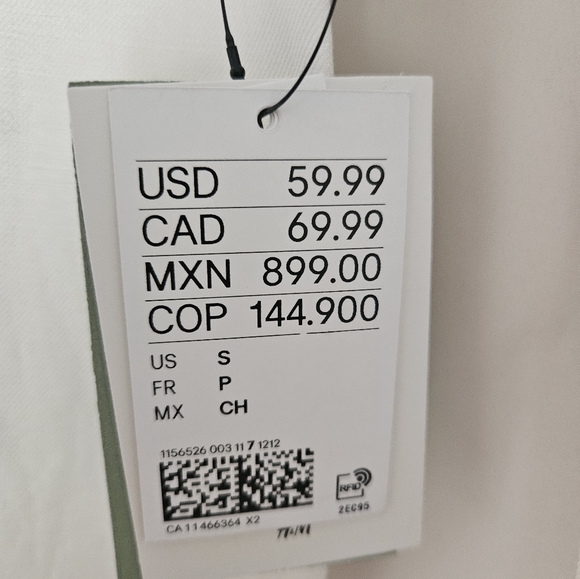 USD 59.99
CAD 69.99
MXN 899.00
COP 144.900
US S
FR P
MX CH
1156526 003 11 7 1212
CA 11466364 X2
RFID
2EC95